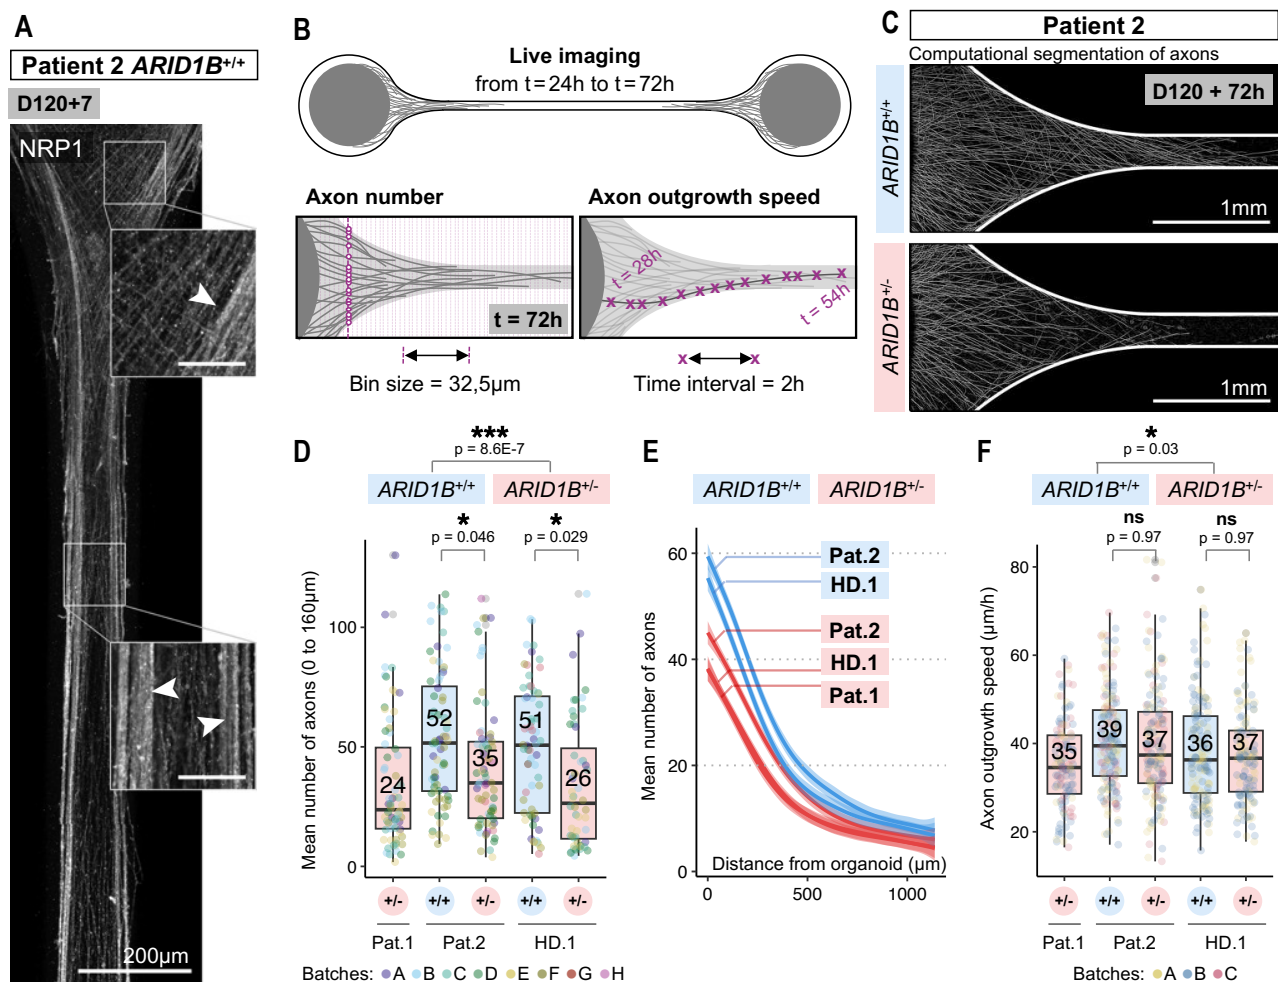 A
Patient 2 ARID1B+/+
D120+7
NRP1
200µm
B
Live imaging
from t=24h to t=72h
Axon number
Axon outgrowth speed
t = 72h
t = 28h
t = 54h
Bin size = 32,5µm
Time interval = 2h
C
Patient 2
Computational segmentation of axons
ARID1B+/+
D120 + 72h
1mm
ARID1B+/-
1mm
D
***
p = 8.6E-7
ARID1B+/+ ARID1B+/-
* *
p = 0.046 p = 0.029
Mean number of axons (0 to 160µm)
100
50
0
24 52 35 51 26
+/- +/+ +/- +/+ +/-
Pat.1 Pat.2 HD.1
Batches: A B C D E F G H
E
ARID1B+/+ ARID1B+/-
Mean number of axons
60
40
20
0
Pat.2
HD.1
Pat.2
HD.1
Pat.1
Distance from organoid (µm)
0 500 1000
F
*
p = 0.03
ARID1B+/+ ARID1B+/-
ns ns
p = 0.97 p = 0.97
Axon outgrowth speed (µm/h)
80
60
40
20
35 39 37 36 37
+/- +/+ +/- +/+ +/-
Pat.1 Pat.2 HD.1
Batches: A B C